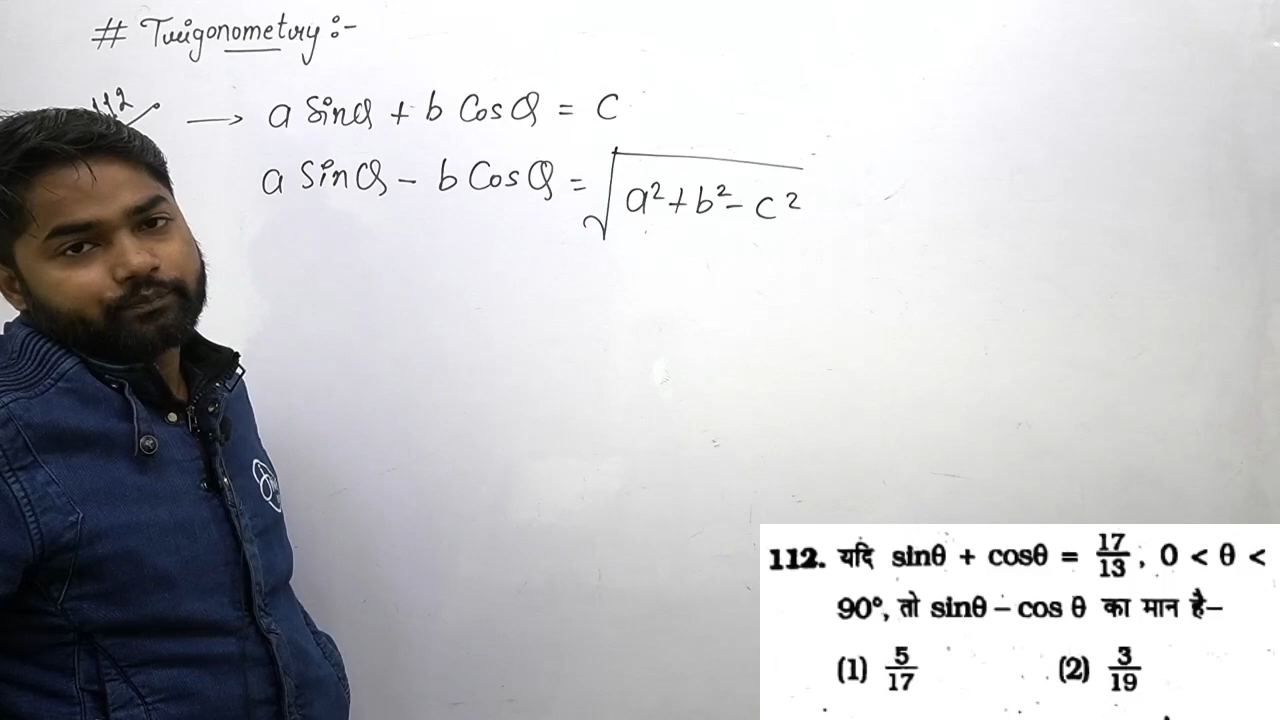 # Trigonometry :-
112 → a Sinθ + b Cosθ = C
a Sinθ - b Cosθ = √(a² + b² - c²)
112. यदि sinθ + cosθ = 17/13, 0 < θ <
90°, तो sinθ – cos θ का मान है–
(1) 5/17 (2) 3/19